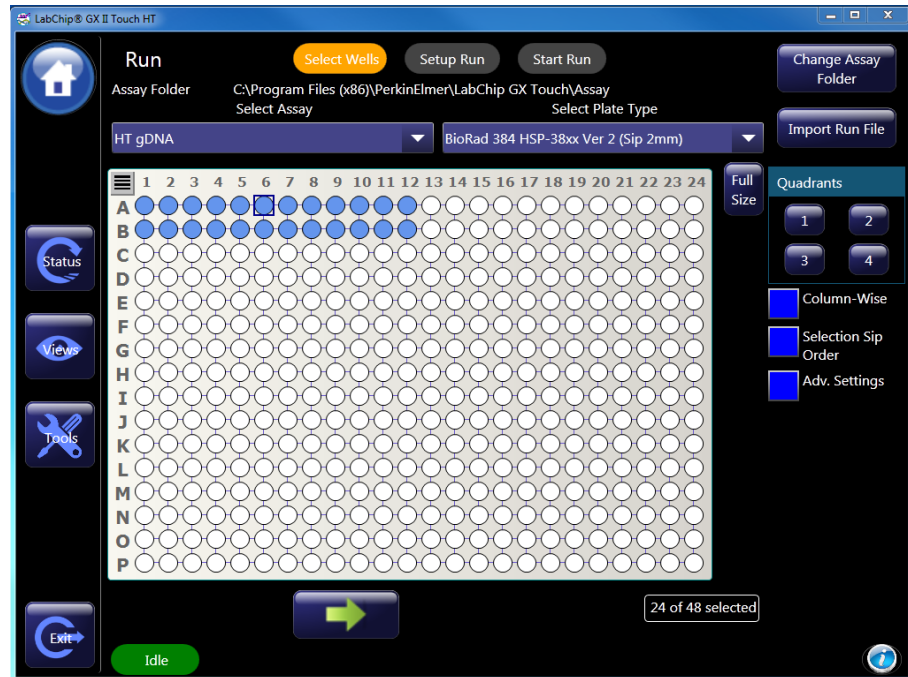 LabChip® GX II Touch HT
Run
Select Wells
Setup Run
Start Run
Change Assay
Folder
Assay Folder
C:\Program Files (x86)\PerkinElmer\LabChip GX Touch\Assay
Select Assay
Select Plate Type
HT gDNA
BioRad 384 HSP-38xx Ver 2 (Sip 2mm)
Import Run File
1 2 3 4 5 6 7 8 9 10 11 12 13 14 15 16 17 18 19 20 21 22 23 24
A
B
C
D
E
F
G
H
I
J
K
L
M
N
O
P
Full
Size
Quadrants
1 2
3 4
Column-Wise
Selection Sip
Order
Adv. Settings
Status
Views
Tools
Exit
24 of 48 selected
Idle